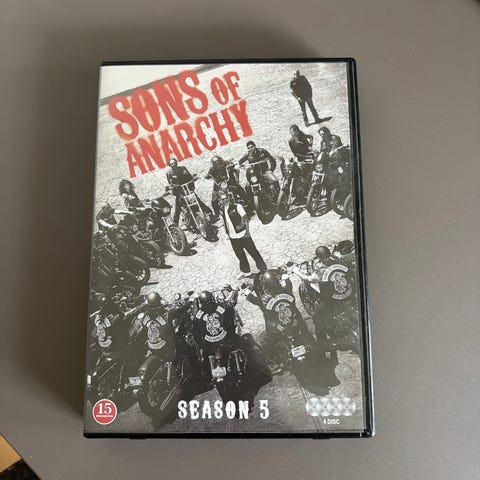 SONS OF
ANARCHY
SEASON 5
15
4 DISC